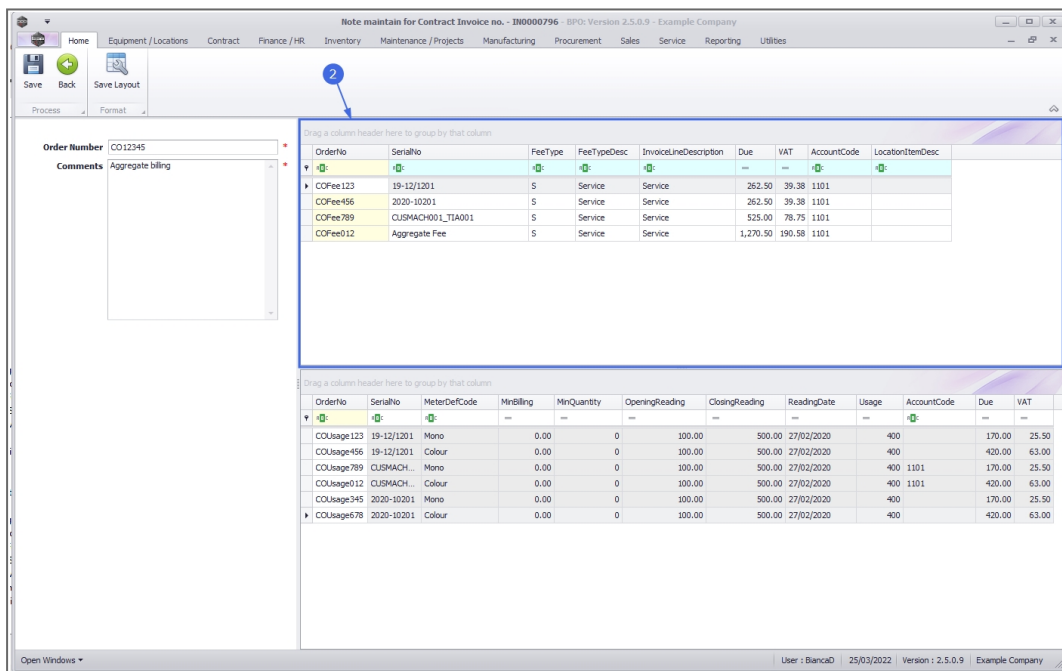 Note maintain for Contract Invoice no. - IN0000796 - BPO: Version 2.5.0.9 - Example Company
Home Equipment / Locations Contract Finance / HR Inventory Maintenance / Projects Manufacturing Procurement Sales Service Reporting Utilities
Save Back Save Layout
Process Format
2
Order Number CO12345 *
Comments Aggregate billing *
Drag a column header here to group by that column
OrderNo SerialNo FeeType FeeTypeDesc InvoiceLineDescription Due VAT AccountCode LocationItemDesc
COFee123 19-12/1201 S Service Service 262.50 39.38 1101
COFee456 2020-10201 S Service Service 262.50 39.38 1101
COFee789 CUSMACH001_TIA001 S Service Service 525.00 78.75 1101
COFee012 Aggregate Fee S Service Service 1,270.50 190.58 1101
Drag a column header here to group by that column
OrderNo SerialNo MeterDefCode MinBilling MinQuantity OpeningReading ClosingReading ReadingDate Usage AccountCode Due VAT
COUsage123 19-12/1201 Mono 0.00 0 100.00 500.00 27/02/2020 400 170.00 25.50
COUsage456 19-12/1201 Colour 0.00 0 100.00 500.00 27/02/2020 400 420.00 63.00
COUsage789 CUSMACH... Mono 0.00 0 100.00 500.00 27/02/2020 400 1101 170.00 25.50
COUsage012 CUSMACH... Colour 0.00 0 100.00 500.00 27/02/2020 400 1101 420.00 63.00
COUsage345 2020-10201 Mono 0.00 0 100.00 500.00 27/02/2020 400 170.00 25.50
COUsage678 2020-10201 Colour 0.00 0 100.00 500.00 27/02/2020 400 420.00 63.00
Open Windows User : BiancaD 25/03/2022 Version : 2.5.0.9 Example Company